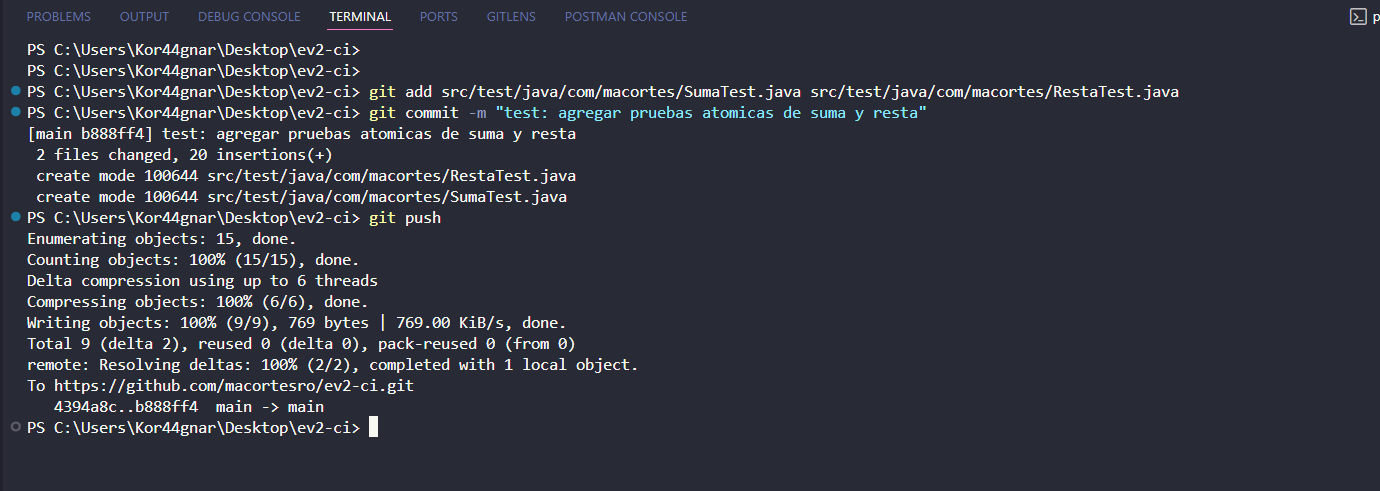 PROBLEMS OUTPUT DEBUG CONSOLE TERMINAL PORTS GITLENS POSTMAN CONSOLE
PS C:\Users\Kor44gnar\Desktop\ev2-ci>
PS C:\Users\Kor44gnar\Desktop\ev2-ci>
PS C:\Users\Kor44gnar\Desktop\ev2-ci> git add src/test/java/com/macortes/SumaTest.java src/test/java/com/macortes/RestaTest.java
PS C:\Users\Kor44gnar\Desktop\ev2-ci> git commit -m "test: agregar pruebas atomicas de suma y resta"
[main b888ff4] test: agregar pruebas atomicas de suma y resta
 2 files changed, 20 insertions(+)
 create mode 100644 src/test/java/com/macortes/RestaTest.java
 create mode 100644 src/test/java/com/macortes/SumaTest.java
PS C:\Users\Kor44gnar\Desktop\ev2-ci> git push
Enumerating objects: 15, done.
Counting objects: 100% (15/15), done.
Delta compression using up to 6 threads
Compressing objects: 100% (6/6), done.
Writing objects: 100% (9/9), 769 bytes | 769.00 KiB/s, done.
Total 9 (delta 2), reused 0 (delta 0), pack-reused 0 (from 0)
remote: Resolving deltas: 100% (2/2), completed with 1 local object.
To https://github.com/macortesro/ev2-ci.git
   4394a8c..b888ff4  main -> main
PS C:\Users\Kor44gnar\Desktop\ev2-ci>